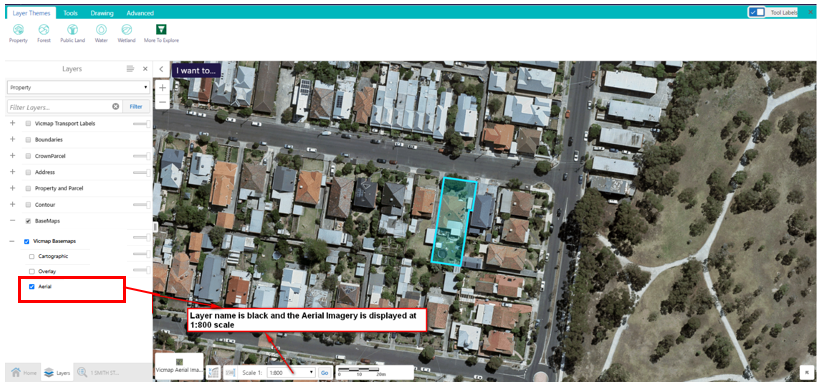 Layer Themes Tools Drawing Advanced
Tool Labels
Property Forest Public Land Water Wetland More To Explore
Layers
I want to...
Property
Filter Layers... Filter
Vicmap Transport Labels
Boundaries
CrownParcel
Address
Property and Parcel
Contour
BaseMaps
Vicmap Basemaps
Cartographic
Overlay
Aerial
Layer name is black and the Aerial Imagery is displayed at
1:800 scale
Vicmap Aerial Ima...
Home Layers 1 SMITH ST...
Scale 1: 1:800 Go
0 10 20m